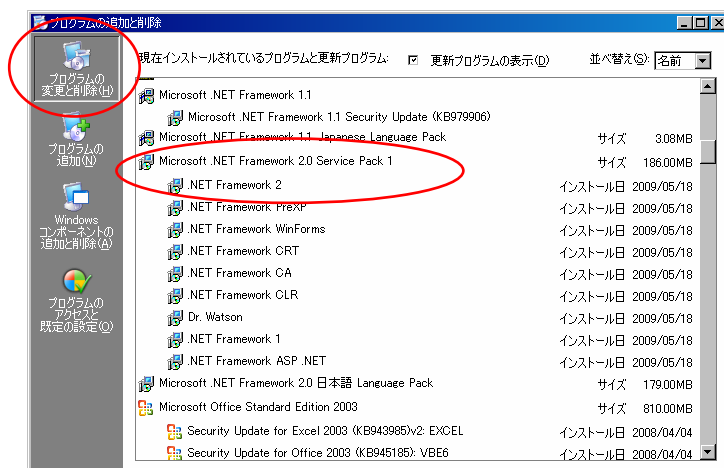 プログラムの追加と削除
プログラムの
変更と削除(H)
プログラムの
追加(N)
Windows
コンポーネントの
追加と削除(A)
プログラムの
アクセスと
既定の設定(O)
現在インストールされているプログラムと更新プログラム: 更新プログラムの表示(D) 並べ替え(S): 名前
Microsoft .NET Framework 1.1
Microsoft .NET Framework 1.1 Security Update (KB979906)
Microsoft .NET Framework 1.1 Japanese Language Pack サイズ 3.08MB
Microsoft .NET Framework 2.0 Service Pack 1 サイズ 186.00MB
.NET Framework 2 インストール日 2009/05/18
.NET Framework PreXP インストール日 2009/05/18
.NET Framework WinForms インストール日 2009/05/18
.NET Framework CRT インストール日 2009/05/18
.NET Framework CA インストール日 2009/05/18
.NET Framework CLR インストール日 2009/05/18
Dr. Watson インストール日 2009/05/18
.NET Framework 1 インストール日 2009/05/18
.NET Framework ASP .NET インストール日 2009/05/18
Microsoft .NET Framework 2.0 日本語 Language Pack サイズ 179.00MB
Microsoft Office Standard Edition 2003 サイズ 810.00MB
Security Update for Excel 2003 (KB943985)v2: EXCEL インストール日 2008/04/04
Security Update for Office 2003 (KB945185): VBE6 インストール日 2008/04/04